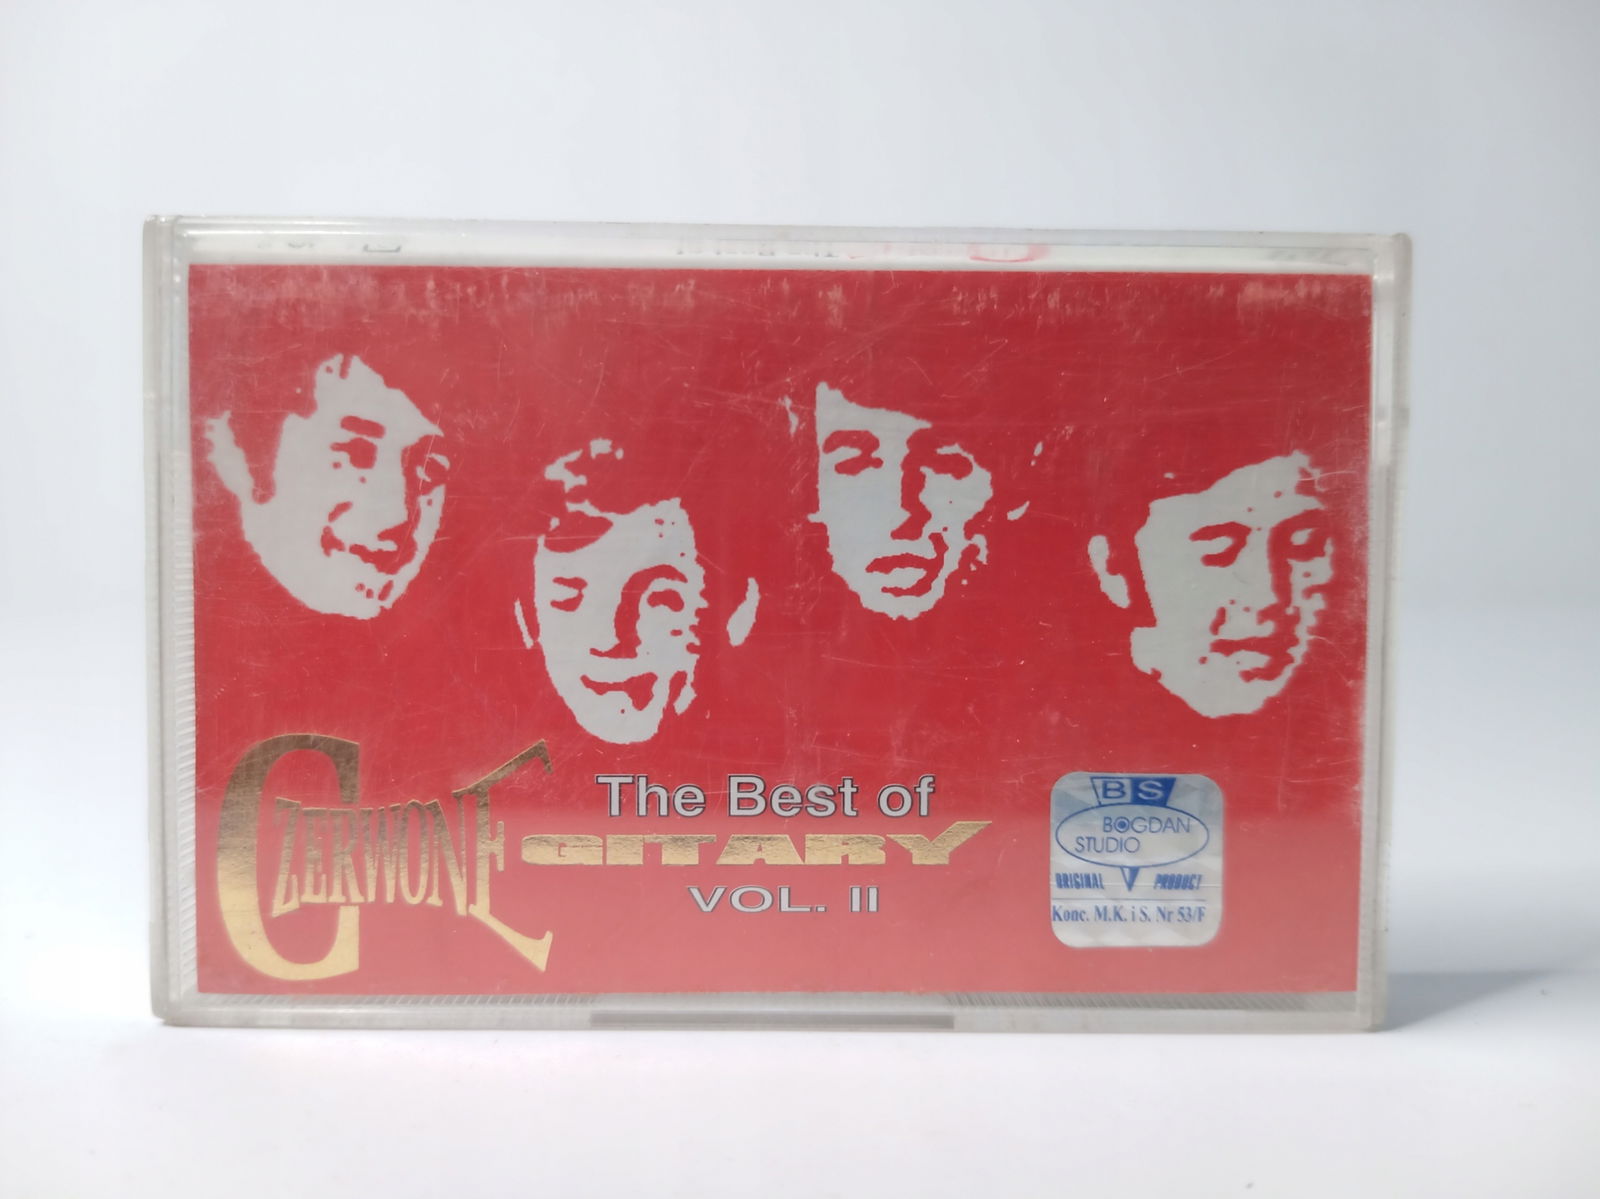 The Best of
CZERWONE GITARY
VOL. II
BS
BOGDAN
STUDIO
ORIGINAL PRODUCT
Konc. M.K. i S. Nr 53/F